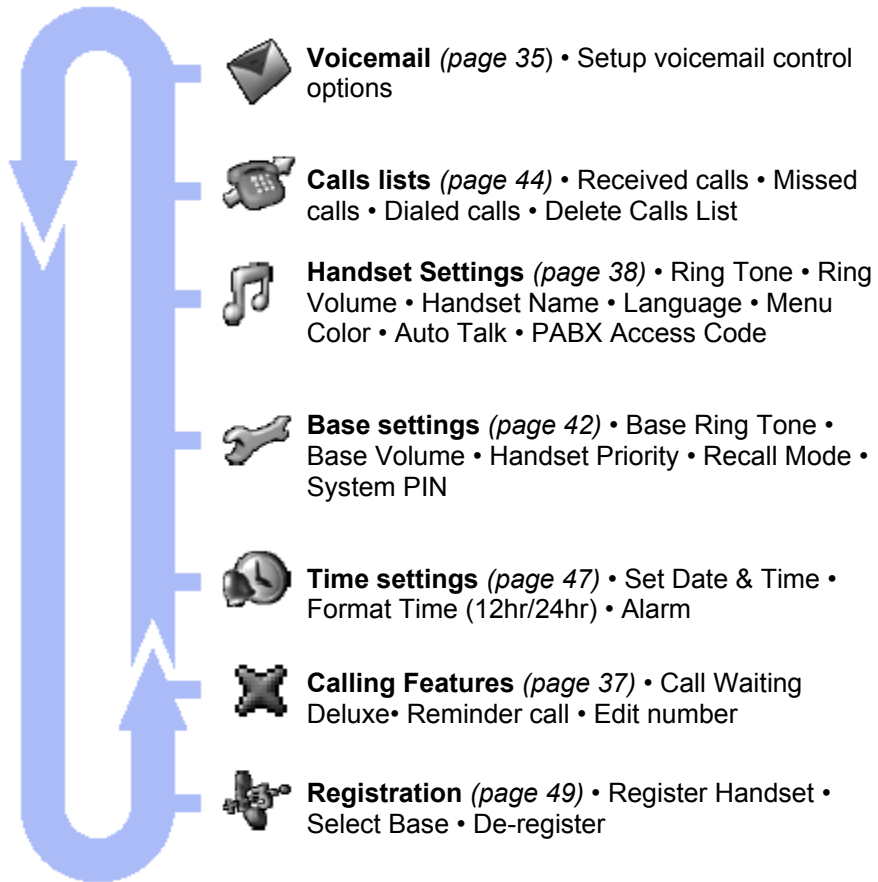 Voicemail (page 35) • Setup voicemail control
options
Calls lists (page 44) • Received calls • Missed
calls • Dialed calls • Delete Calls List
Handset Settings (page 38) • Ring Tone • Ring
Volume • Handset Name • Language • Menu
Color • Auto Talk • PABX Access Code
Base settings (page 42) • Base Ring Tone •
Base Volume • Handset Priority • Recall Mode •
System PIN
Time settings (page 47) • Set Date & Time •
Format Time (12hr/24hr) • Alarm
Calling Features (page 37) • Call Waiting
Deluxe• Reminder call • Edit number
Registration (page 49) • Register Handset •
Select Base • De-register